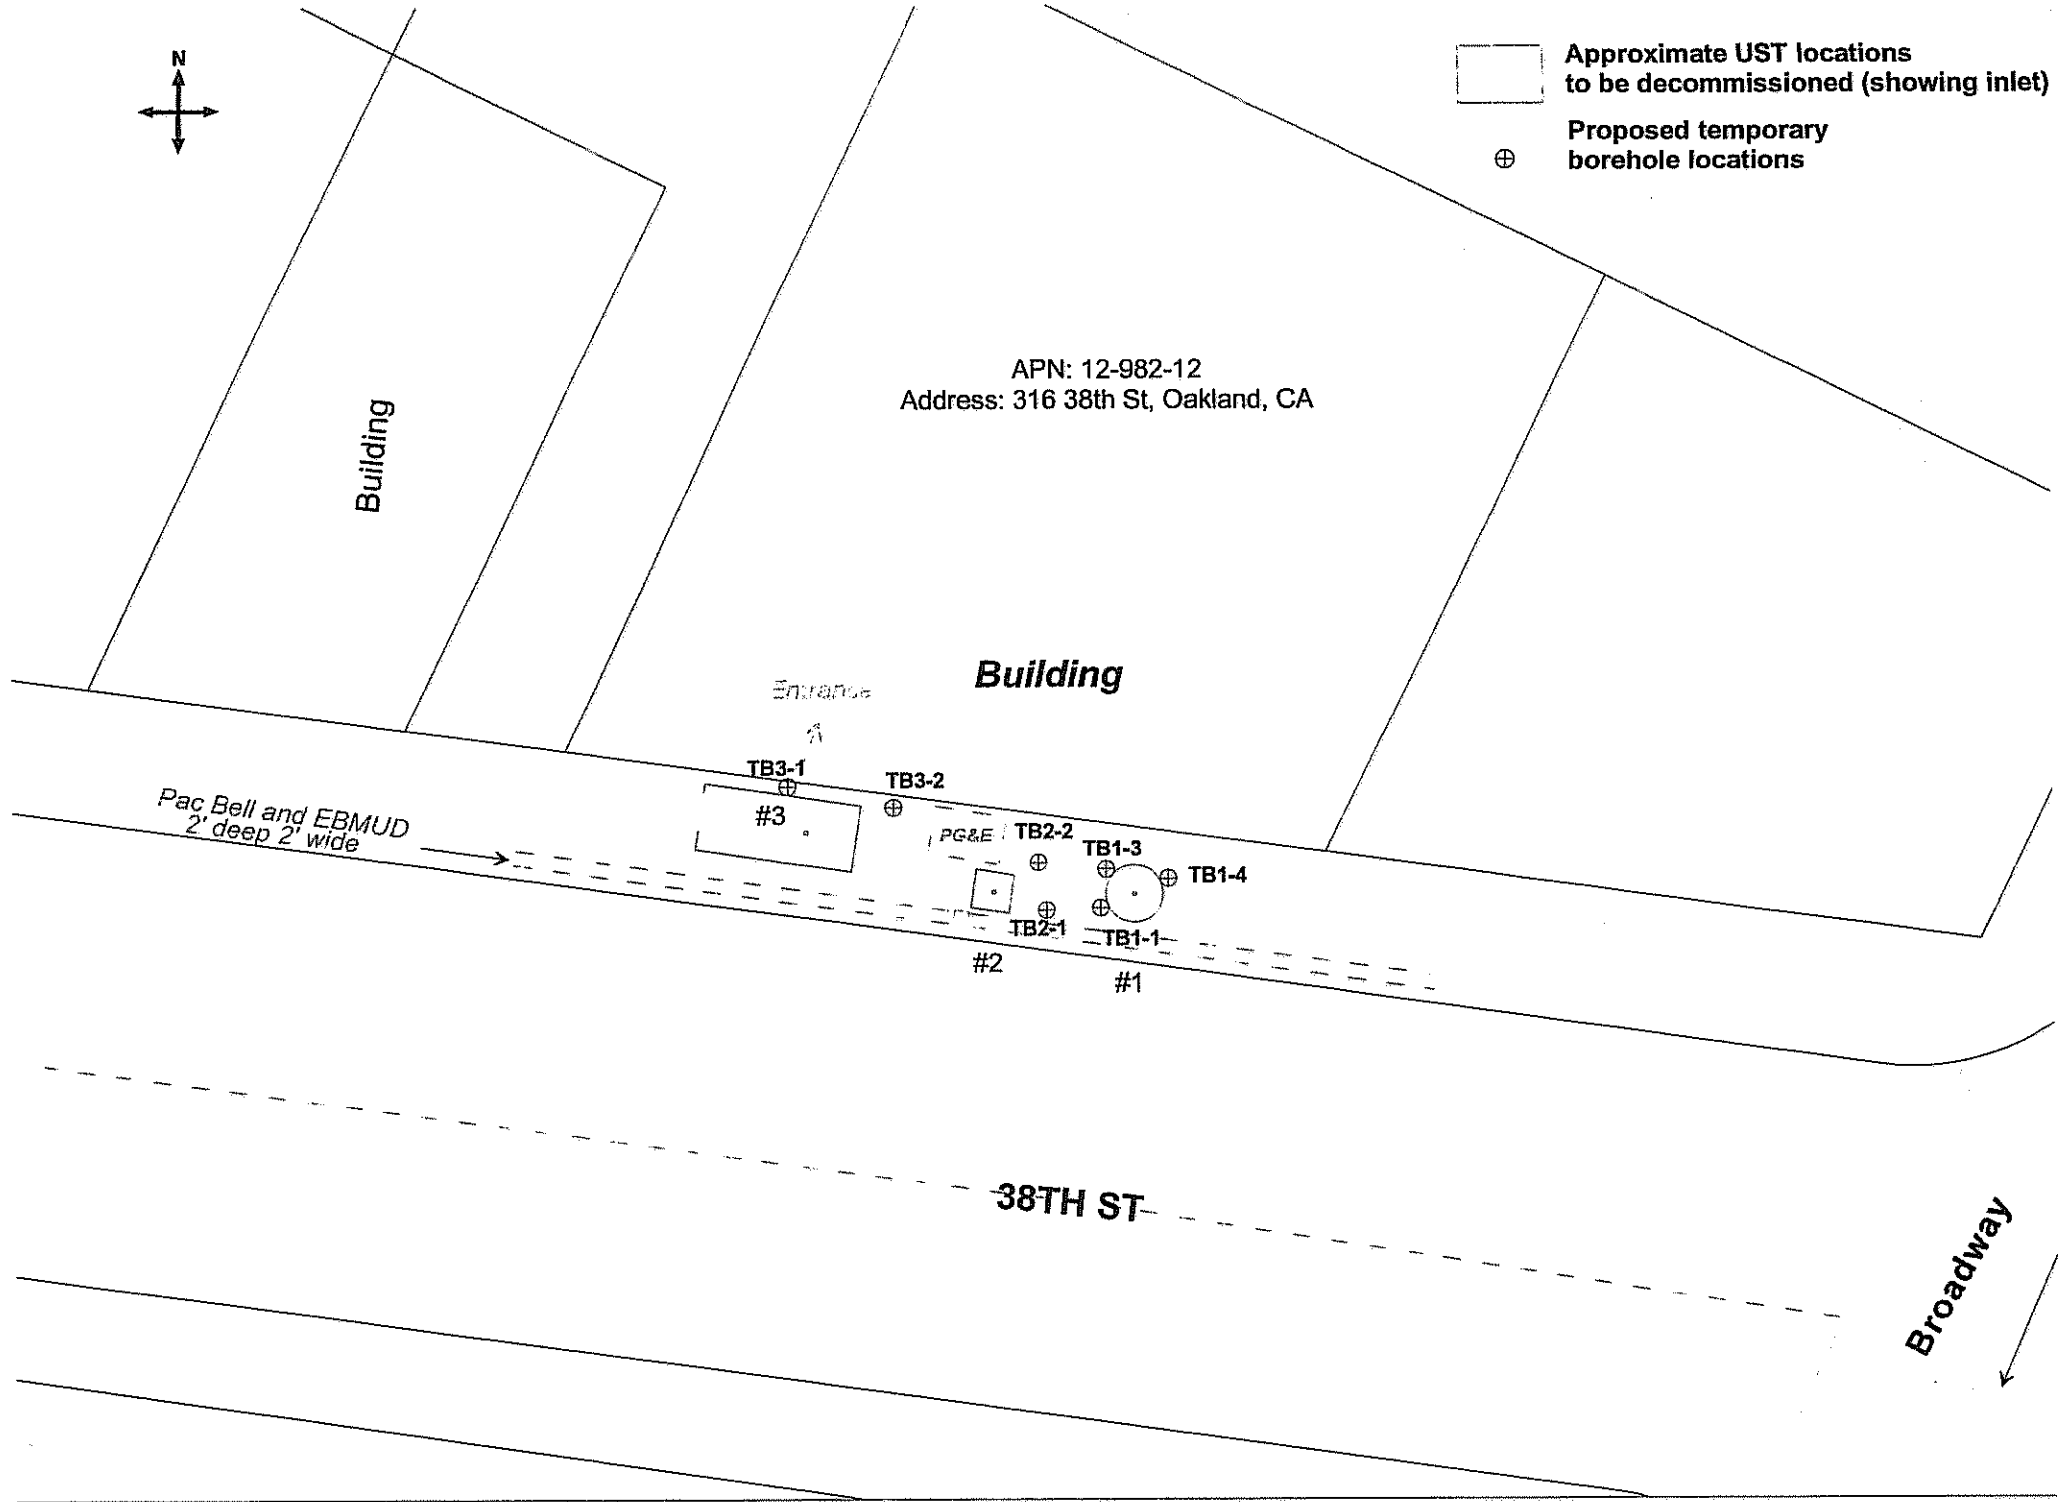 N
Approximate UST locations
to be decommissioned (showing inlet)
Proposed temporary
borehole locations
APN: 12-982-12
Address: 316 38th St, Oakland, CA
Building
Building
Entrance
TB3-1
TB3-2
#3
PG&E
TB2-2
TB1-3
TB1-4
Pac Bell and EBMUD
2' deep 2' wide
TB2-1
TB1-1
#2
#1
38TH ST
Broadway